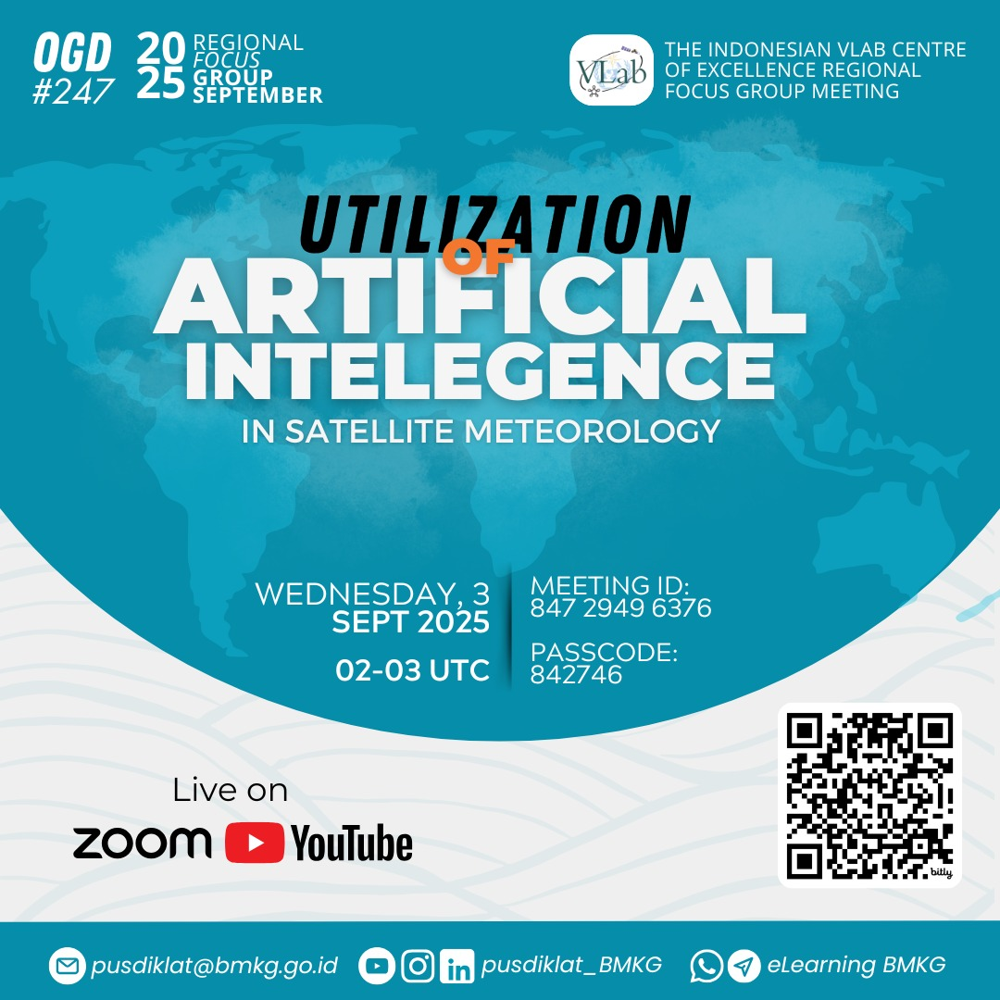 OGD
#247
20
25
REGIONAL
FOCUS
GROUP
SEPTEMBER
VLab
THE INDONESIAN VLAB CENTRE
OF EXCELLENCE REGIONAL
FOCUS GROUP MEETING
UTILIZATION
OF
ARTIFICIAL
INTELEGENCE
IN SATELLITE METEOROLOGY
WEDNESDAY, 3
SEPT 2025
02-03 UTC
MEETING ID:
847 2949 6376
PASSCODE:
842746
Live on
zoom YouTube
bitly
pusdiklat@bmkg.go.id in pusdiklat_BMKG eLearning BMKG